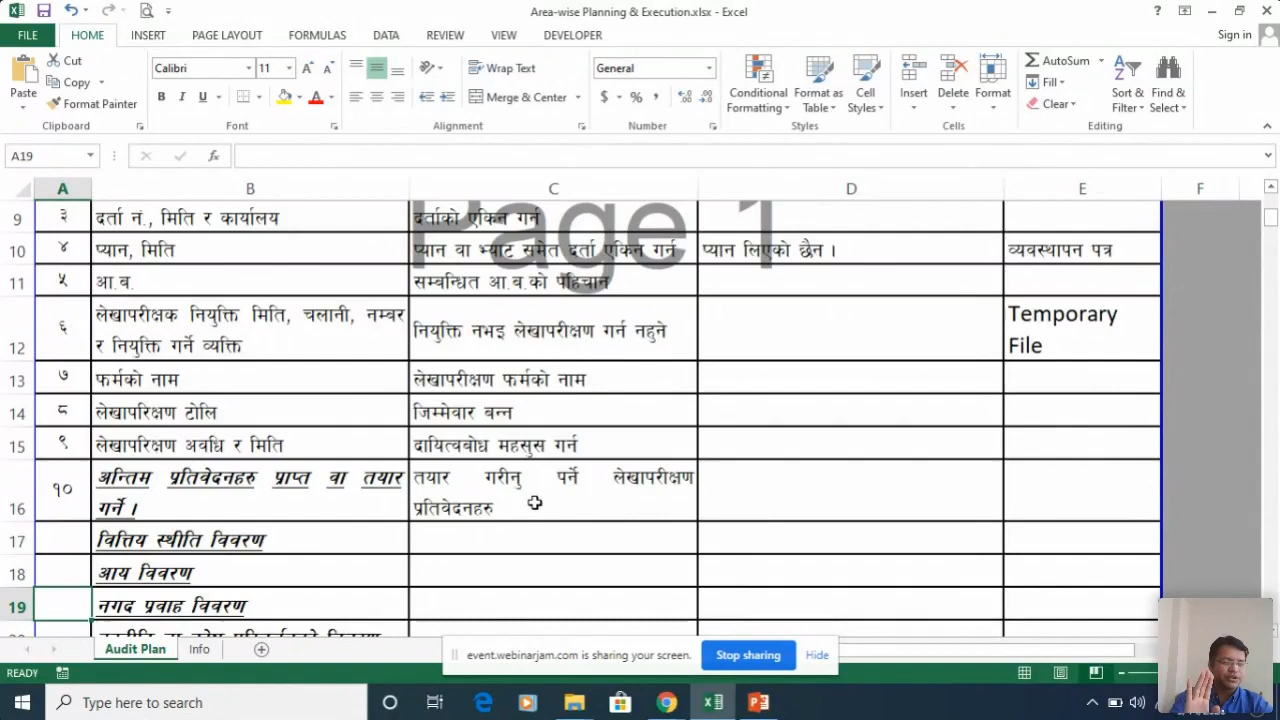 Area-wise Planning & Execution.xlsx - Excel
FILE HOME INSERT PAGE LAYOUT FORMULAS DATA REVIEW VIEW DEVELOPER Sign in
Cut
Copy
Format Painter
Paste
Clipboard
Calibri 11
B I U
Font
Wrap Text
Merge & Center
Alignment
General
$ % ,
Number
Conditional Formatting
Format as Table
Cell Styles
Styles
Insert Delete Format
Cells
AutoSum
Fill
Clear
Sort & Filter
Find & Select
Editing
A19
A B C D E F
Page 1
9 ३ दर्ता नं., मिति र कार्यालय दर्ताको एकिन गर्न
10 ४ प्यान, मिति प्यान वा भ्याट समेत दर्ता एकिन गर्न प्यान लिएको छैन । व्यवस्थापन पत्र
11 ५ आ.ब. सम्बन्धित आ.ब.को पहिचान
12 ६ लेखापरीक्षक नियुक्ति मिति, चलानी, नम्बर र नियुक्ति गर्ने व्यक्ति नियुक्ति नभइ लेखापरीक्षण गर्न नहुने Temporary File
13 ७ फर्मको नाम लेखापरीक्षण फर्मको नाम
14 ८ लेखापरिक्षण टोलि जिम्मेवार बन्न
15 ९ लेखापरिक्षण अवधि र मिति दायित्वबोध महसुस गर्न
16 १० अन्तिम प्रतिवेदनहरु प्राप्त वा तयार गर्ने । तयार गरीनु पर्ने लेखापरीक्षण प्रतिवेदनहरु
17 वित्तिय स्थीति विवरण
18 आय विवरण
19 नगद प्रवाह विवरण
Audit Plan Info
event.webinarjam.com is sharing your screen. Stop sharing Hide
READY
Type here to search